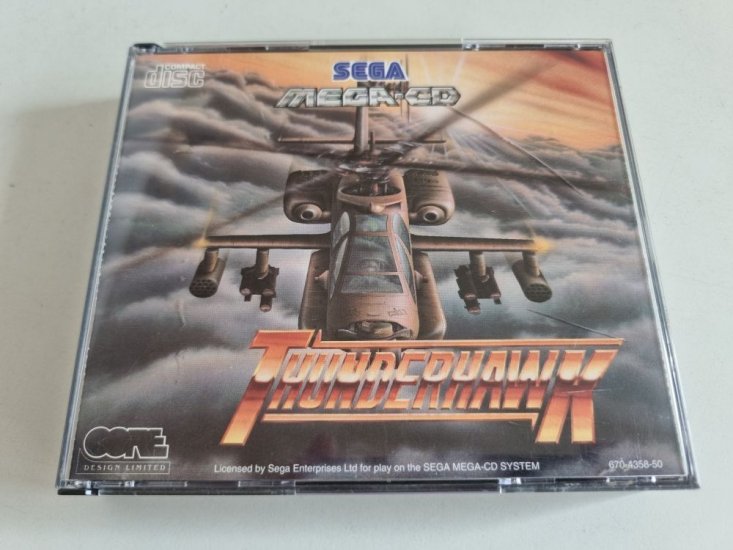 COMPACT
disc
SEGA
MEGA-CD
THUNDERHAWK
CORE
DESIGN LIMITED
Licensed by Sega Enterprises Ltd for play on the SEGA MEGA-CD SYSTEM
670-4358-50